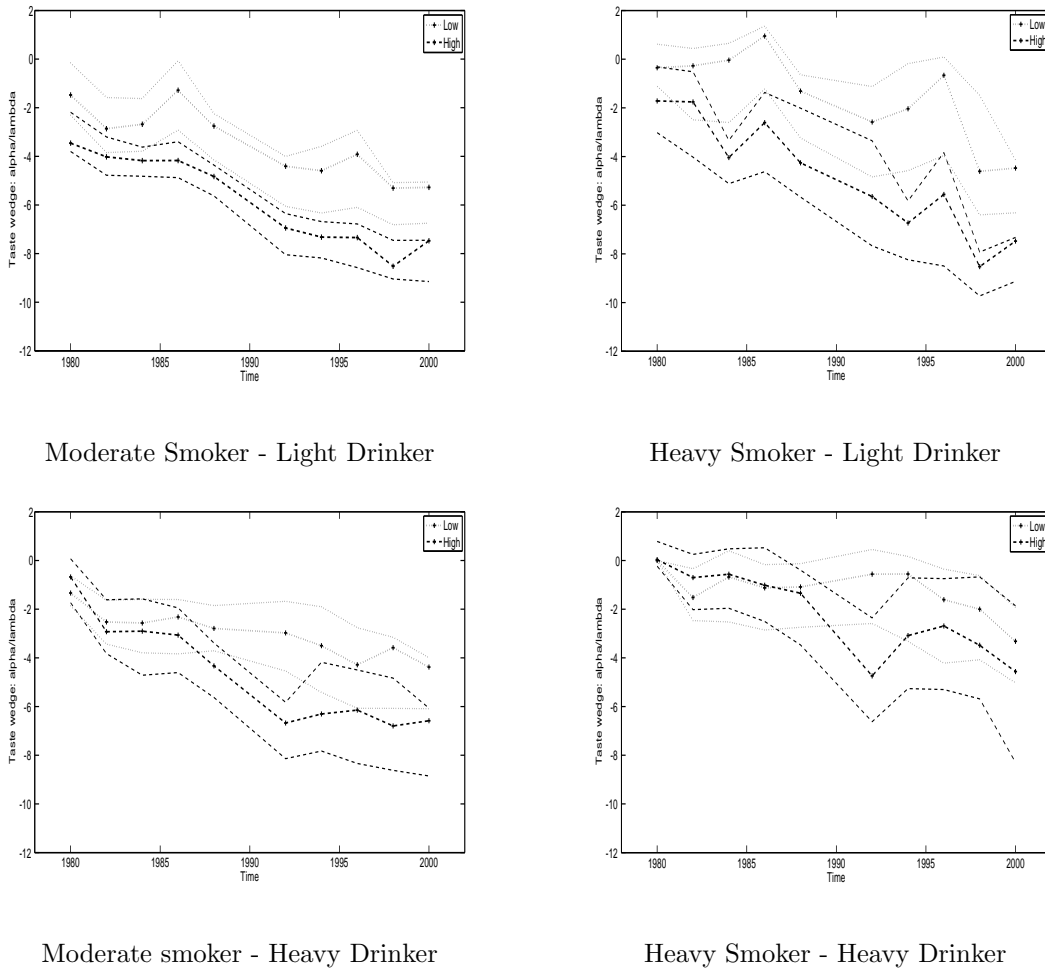 2
0
-2
-4
-6
-8
-10
-12
Taste wedge: alpha/lambda
1980
1985
1990
1995
2000
Time
Low
High
2
0
-2
-4
-6
-8
-10
-12
Taste wedge: alpha/lambda
1980
1985
1990
1995
2000
Time
Low
High
Moderate Smoker - Light Drinker
Heavy Smoker - Light Drinker
2
0
-2
-4
-6
-8
-10
-12
Taste wedge: alpha/lambda
1980
1985
1990
1995
2000
Time
Low
High
2
0
-2
-4
-6
-8
-10
-12
Taste wedge: alpha/lambda
1980
1985
1990
1995
2000
Time
Low
High
Moderate smoker - Heavy Drinker
Heavy Smoker - Heavy Drinker